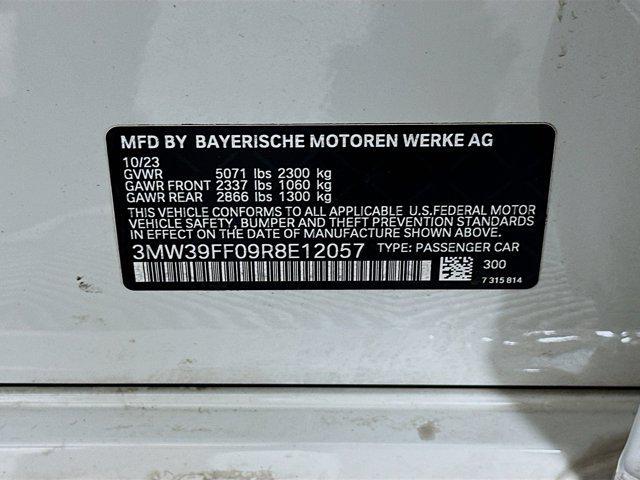 MFD BY BAYERISCHE MOTOREN WERKE AG
10/23
GVWR 5071 lbs 2300 kg
GAWR FRONT 2337 lbs 1060 kg
GAWR REAR 2866 lbs 1300 kg
THIS VEHICLE CONFORMS TO ALL APPLICABLE U.S.FEDERAL MOTOR
VEHICLE SAFETY, BUMPER AND THEFT PREVENTION STANDARDS
IN EFFECT ON THE DATE OF MANUFACTURE SHOWN ABOVE.
3MW39FF09R8E12057 TYPE: PASSENGER CAR
300
7 315 814